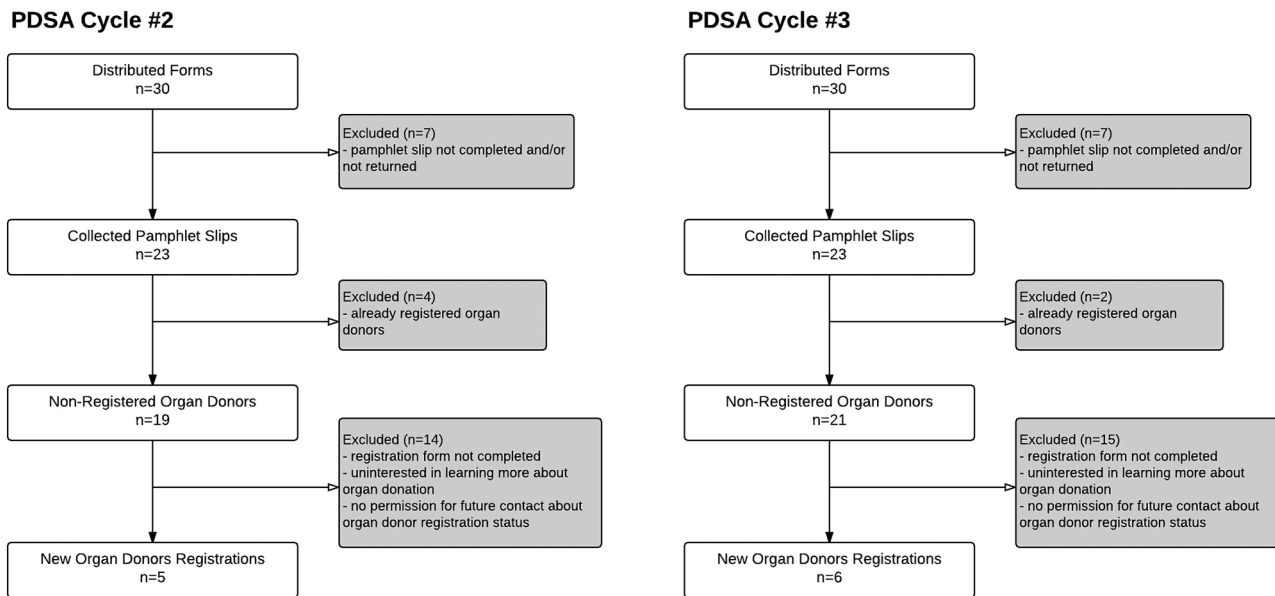 PDSA Cycle #2
Distributed Forms
n=30
Excluded (n=7)
- pamphlet slip not completed and/or
not returned
Collected Pamphlet Slips
n=23
Excluded (n=4)
- already registered organ
donors
Non-Registered Organ Donors
n=19
Excluded (n=14)
- registration form not completed
- uninterested in learning more about
organ donation
- no permission for future contact about
organ donor registration status
New Organ Donors Registrations
n=5
PDSA Cycle #3
Distributed Forms
n=30
Excluded (n=7)
- pamphlet slip not completed and/or
not returned
Collected Pamphlet Slips
n=23
Excluded (n=2)
- already registered organ
donors
Non-Registered Organ Donors
n=21
Excluded (n=15)
- registration form not completed
- uninterested in learning more about
organ donation
- no permission for future contact about
organ donor registration status
New Organ Donors Registrations
n=6